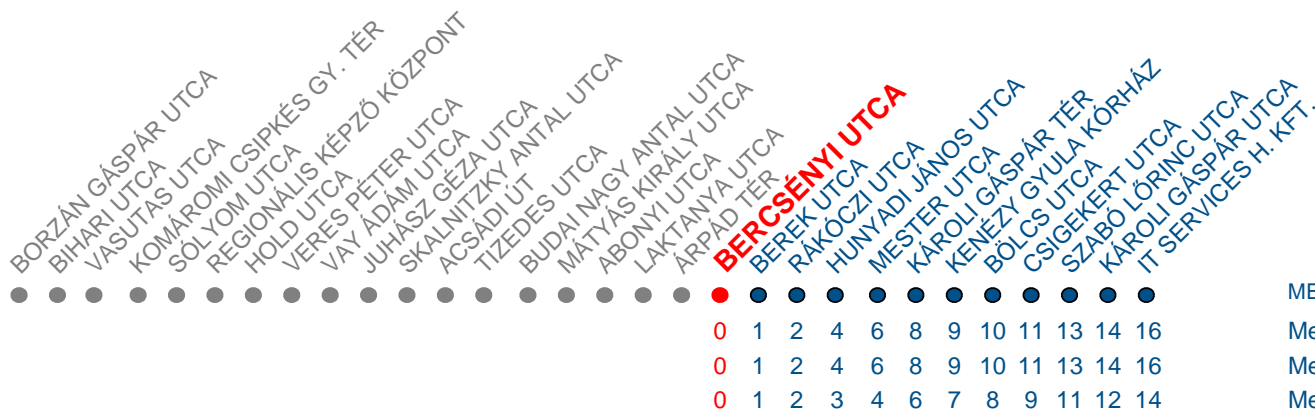 BORZÁN GÁSPÁR UTCA
BIHARI UTCA
VASUTAS UTCA
KOMÁROMI CSIPKÉS GY. TÉR
SÓLYOM UTCA
REGIONÁLIS KÉPZŐ KÖZPONT
HOLD UTCA
VERES PÉTER UTCA
VAY ÁDÁM UTCA
JUHÁSZ GÉZA UTCA
SKALNITZKY ANTAL UTCA
ACSÁDI ÚT
TIZEDES UTCA
BUDAI NAGY ANTAL UTCA
MÁTYÁS KIRÁLY UTCA
ABONYI UTCA
LAKTANYA UTCA
ÁRPÁD TÉR
BERCSÉNYI UTCA
BEREK UTCA
RÁKÓCZI UTCA
HUNYADI JÁNOS UTCA
MESTER UTCA
KÁROLI GÁSPÁR TÉR
KENÉZY GYULA KÓRHÁZ
BÖLCS UTCA
CSIGEKERT UTCA
SZABÓ LŐRINC UTCA
KÁROLI GÁSPÁR UTCA
IT SERVICES H. KFT.
0 1 2 4 6 8 9 10 11 13 14 16
0 1 2 4 6 8 9 10 11 13 14 16
0 1 2 3 4 6 7 8 9 11 12 14